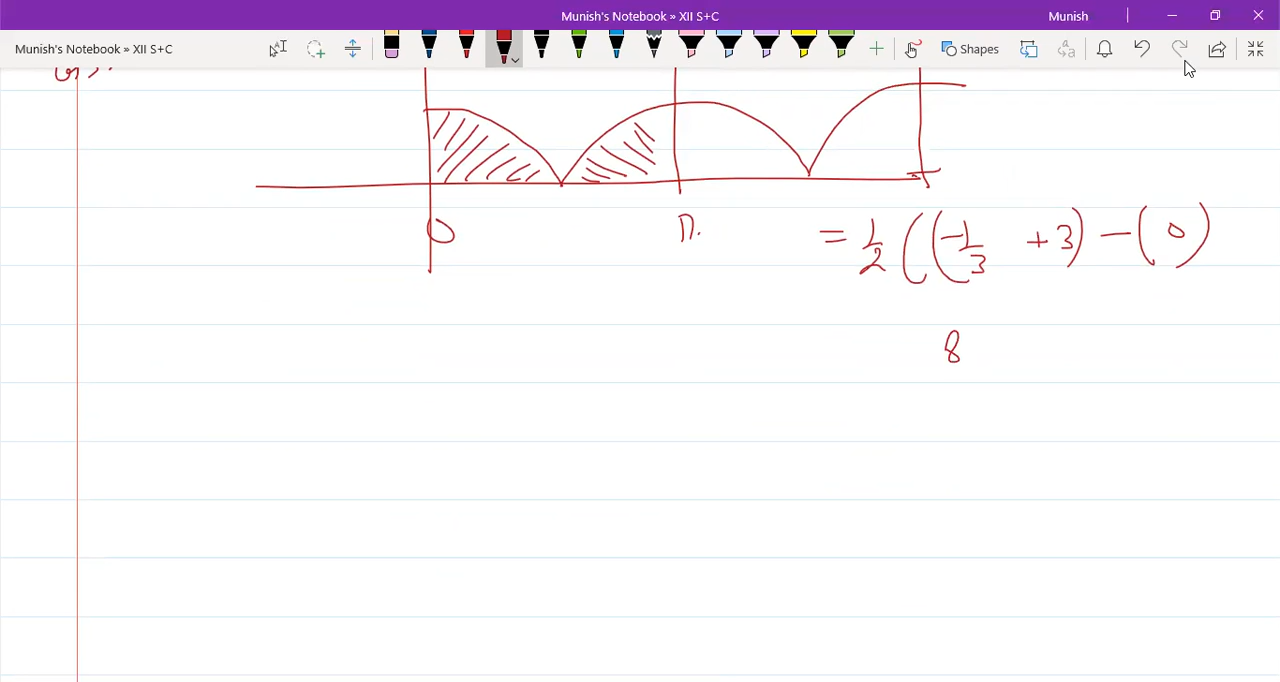 Munish's Notebook » XII S+C
Munish
Munish's Notebook » XII S+C
Shapes
0 π.
= 1/2 ((-1/3 + 3) - (0)
8